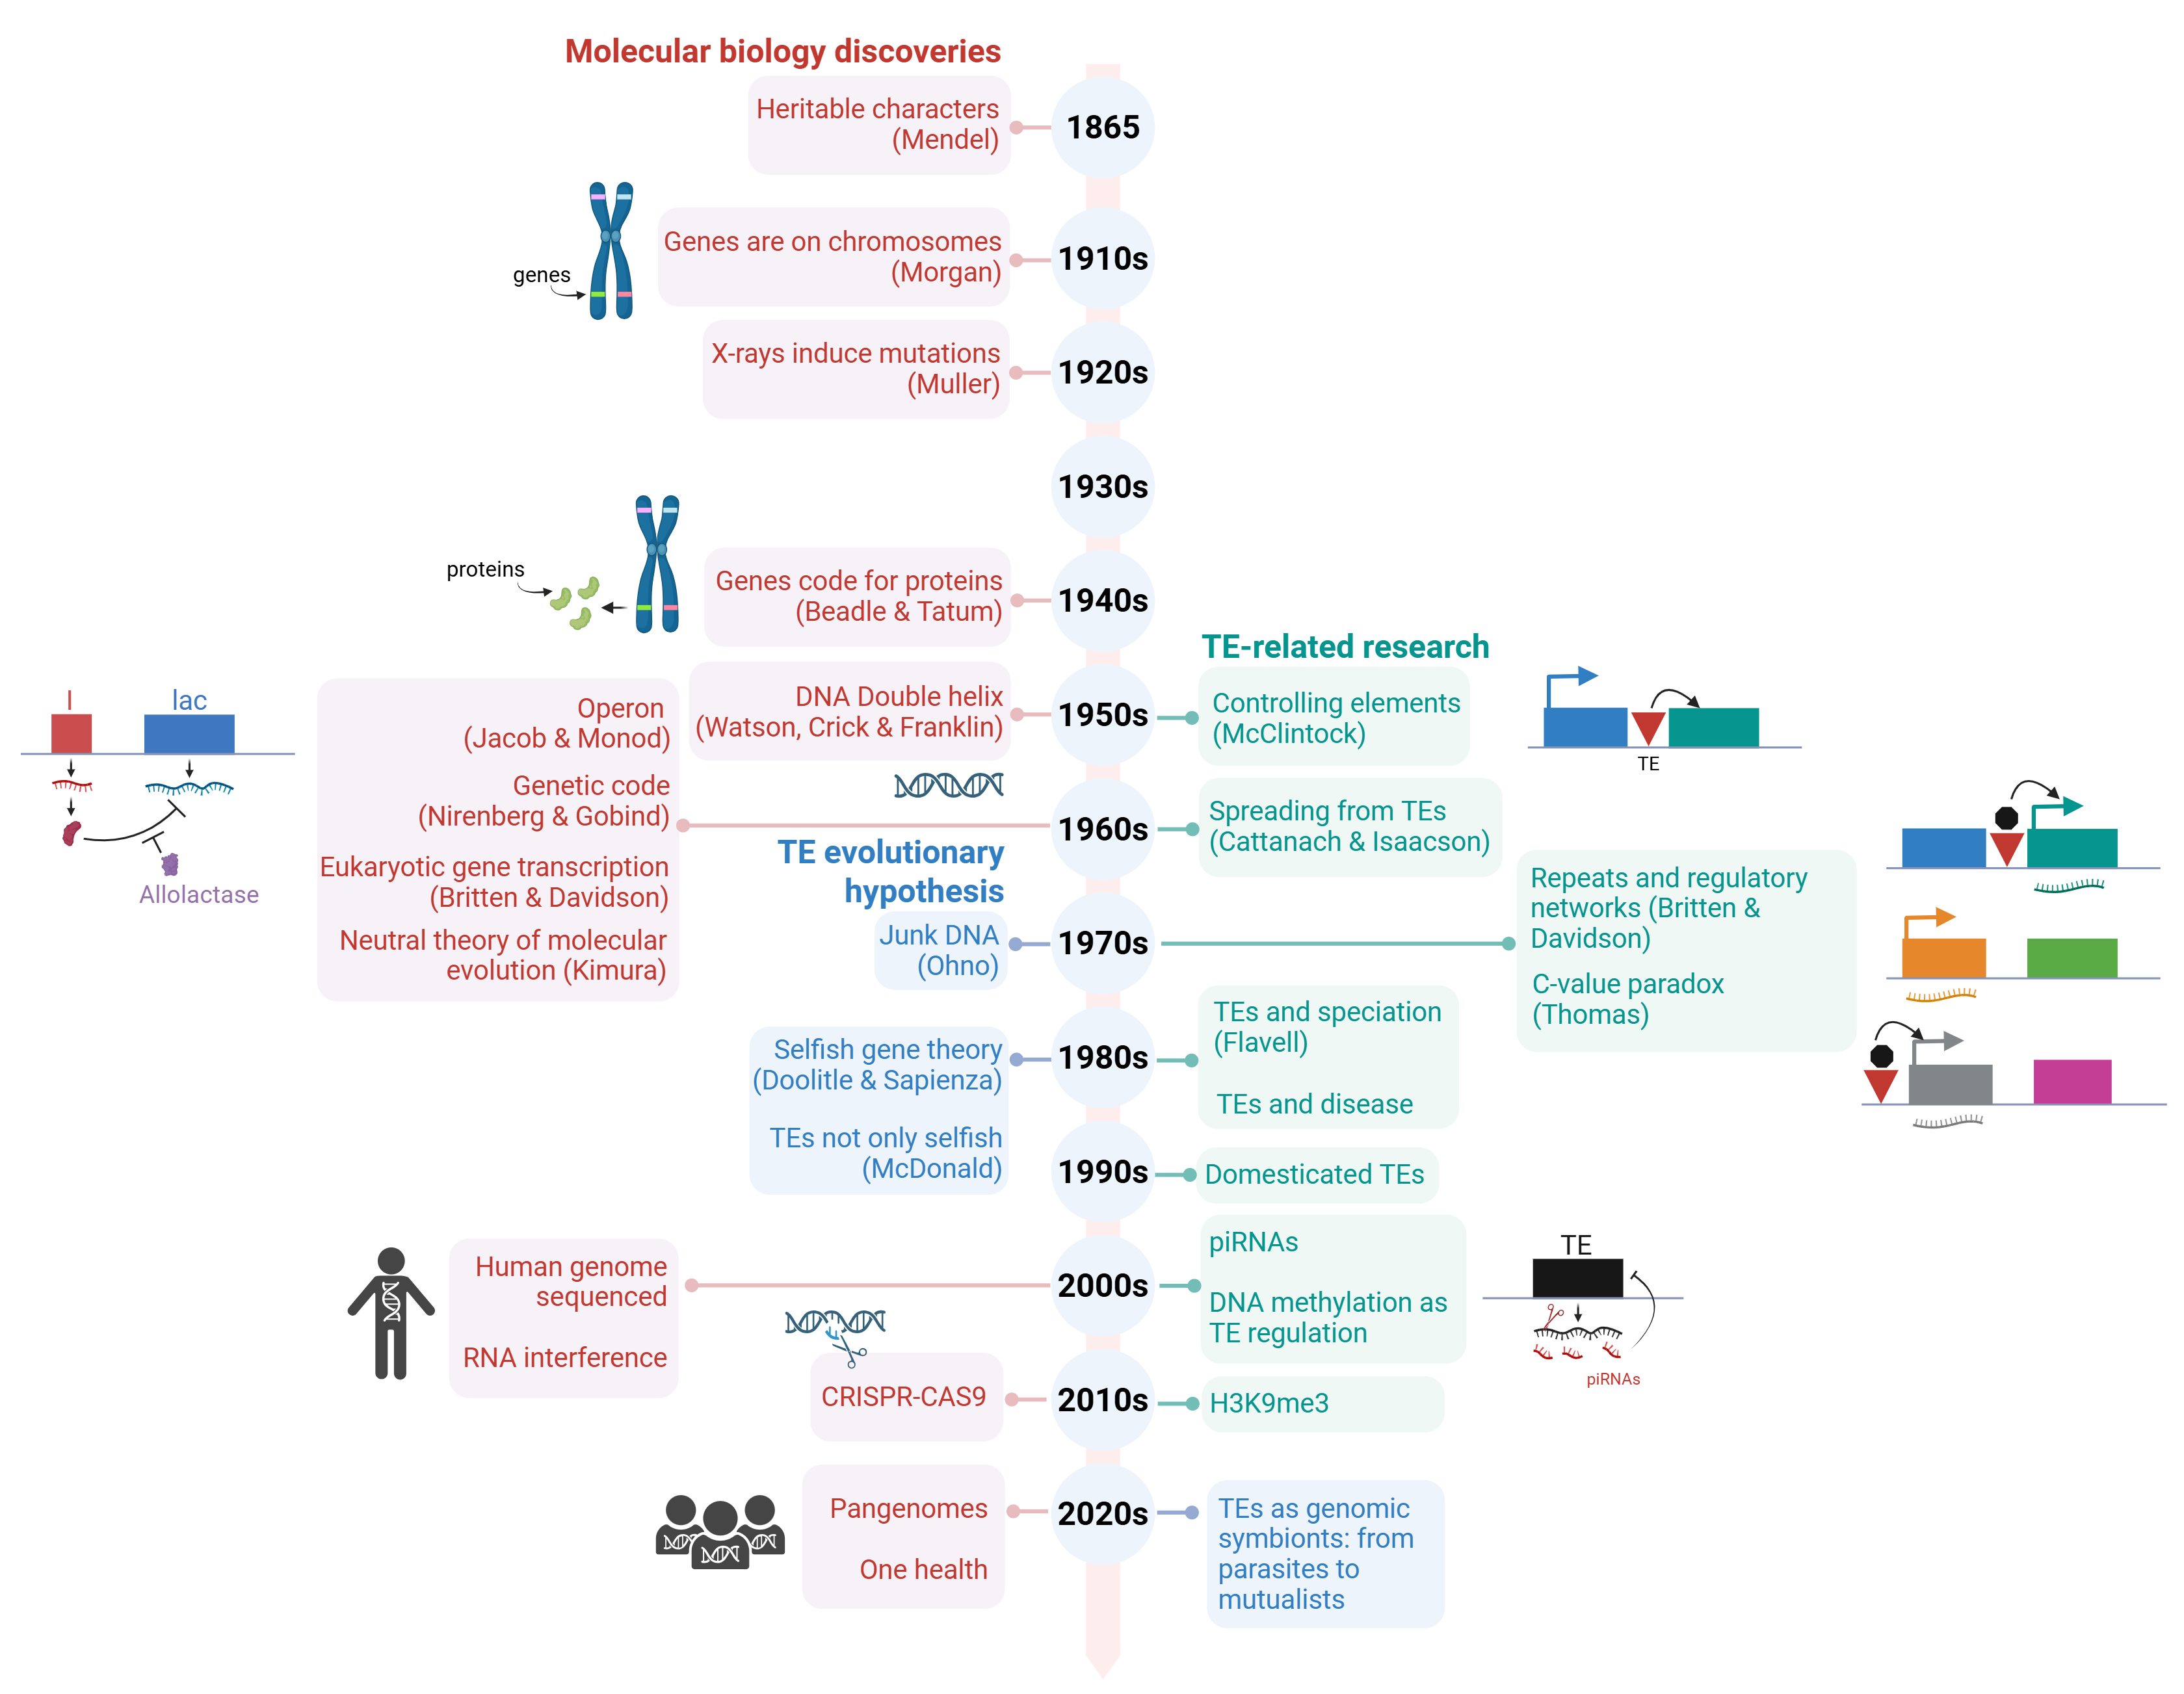 Molecular biology discoveries
Heritable characters
(Mendel)
1865
genes
Genes are on chromosomes
(Morgan)
1910s
X-rays induce mutations
(Muller)
1920s
1930s
proteins
Genes code for proteins
(Beadle & Tatum)
1940s
TE-related research
DNA Double helix
(Watson, Crick & Franklin)
1950s
Controlling elements
(McClintock)
TE
I
lac
Allolactase
Operon
(Jacob & Monod)
Genetic code
(Nirenberg & Gobind)
Eukaryotic gene transcription
(Britten & Davidson)
Neutral theory of molecular
evolution (Kimura)
1960s
Spreading from TEs
(Cattanach & Isaacson)
TE evolutionary
hypothesis
Junk DNA
(Ohno)
1970s
Repeats and regulatory
networks (Britten &
Davidson)
C-value paradox
(Thomas)
Selfish gene theory
(Doolitle & Sapienza)
TEs not only selfish
(McDonald)
1980s
TEs and speciation
(Flavell)
TEs and disease
1990s
Domesticated TEs
Human genome
sequenced
RNA interference
2000s
piRNAs
DNA methylation as
TE regulation
TE
piRNAs
CRISPR-CAS9
2010s
H3K9me3
Pangenomes
One health
2020s
TEs as genomic
symbionts: from
parasites to
mutualists